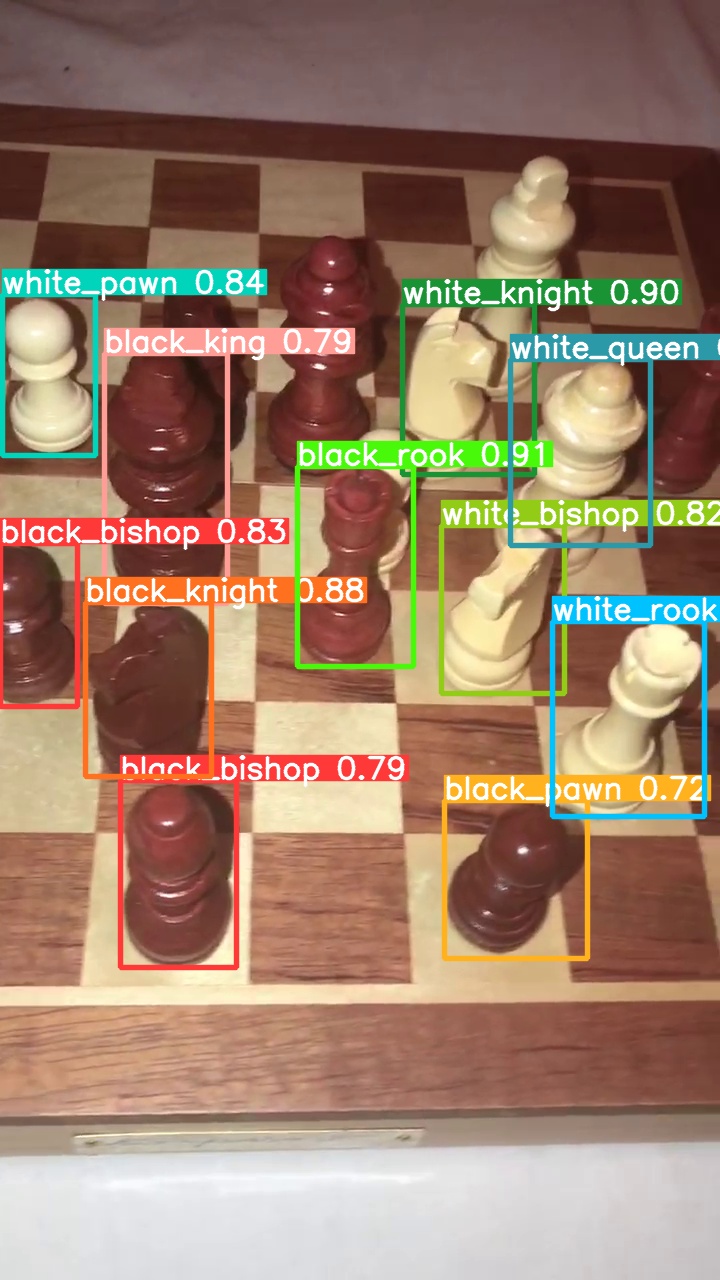 white_pawn 0.84
white_knight 0.90
black_king 0.79
white_queen
black_rook 0.91
white_bishop 0.82
black_bishop 0.83
black_knight 0.88
white_rook
black_bishop 0.79
black_pawn 0.72